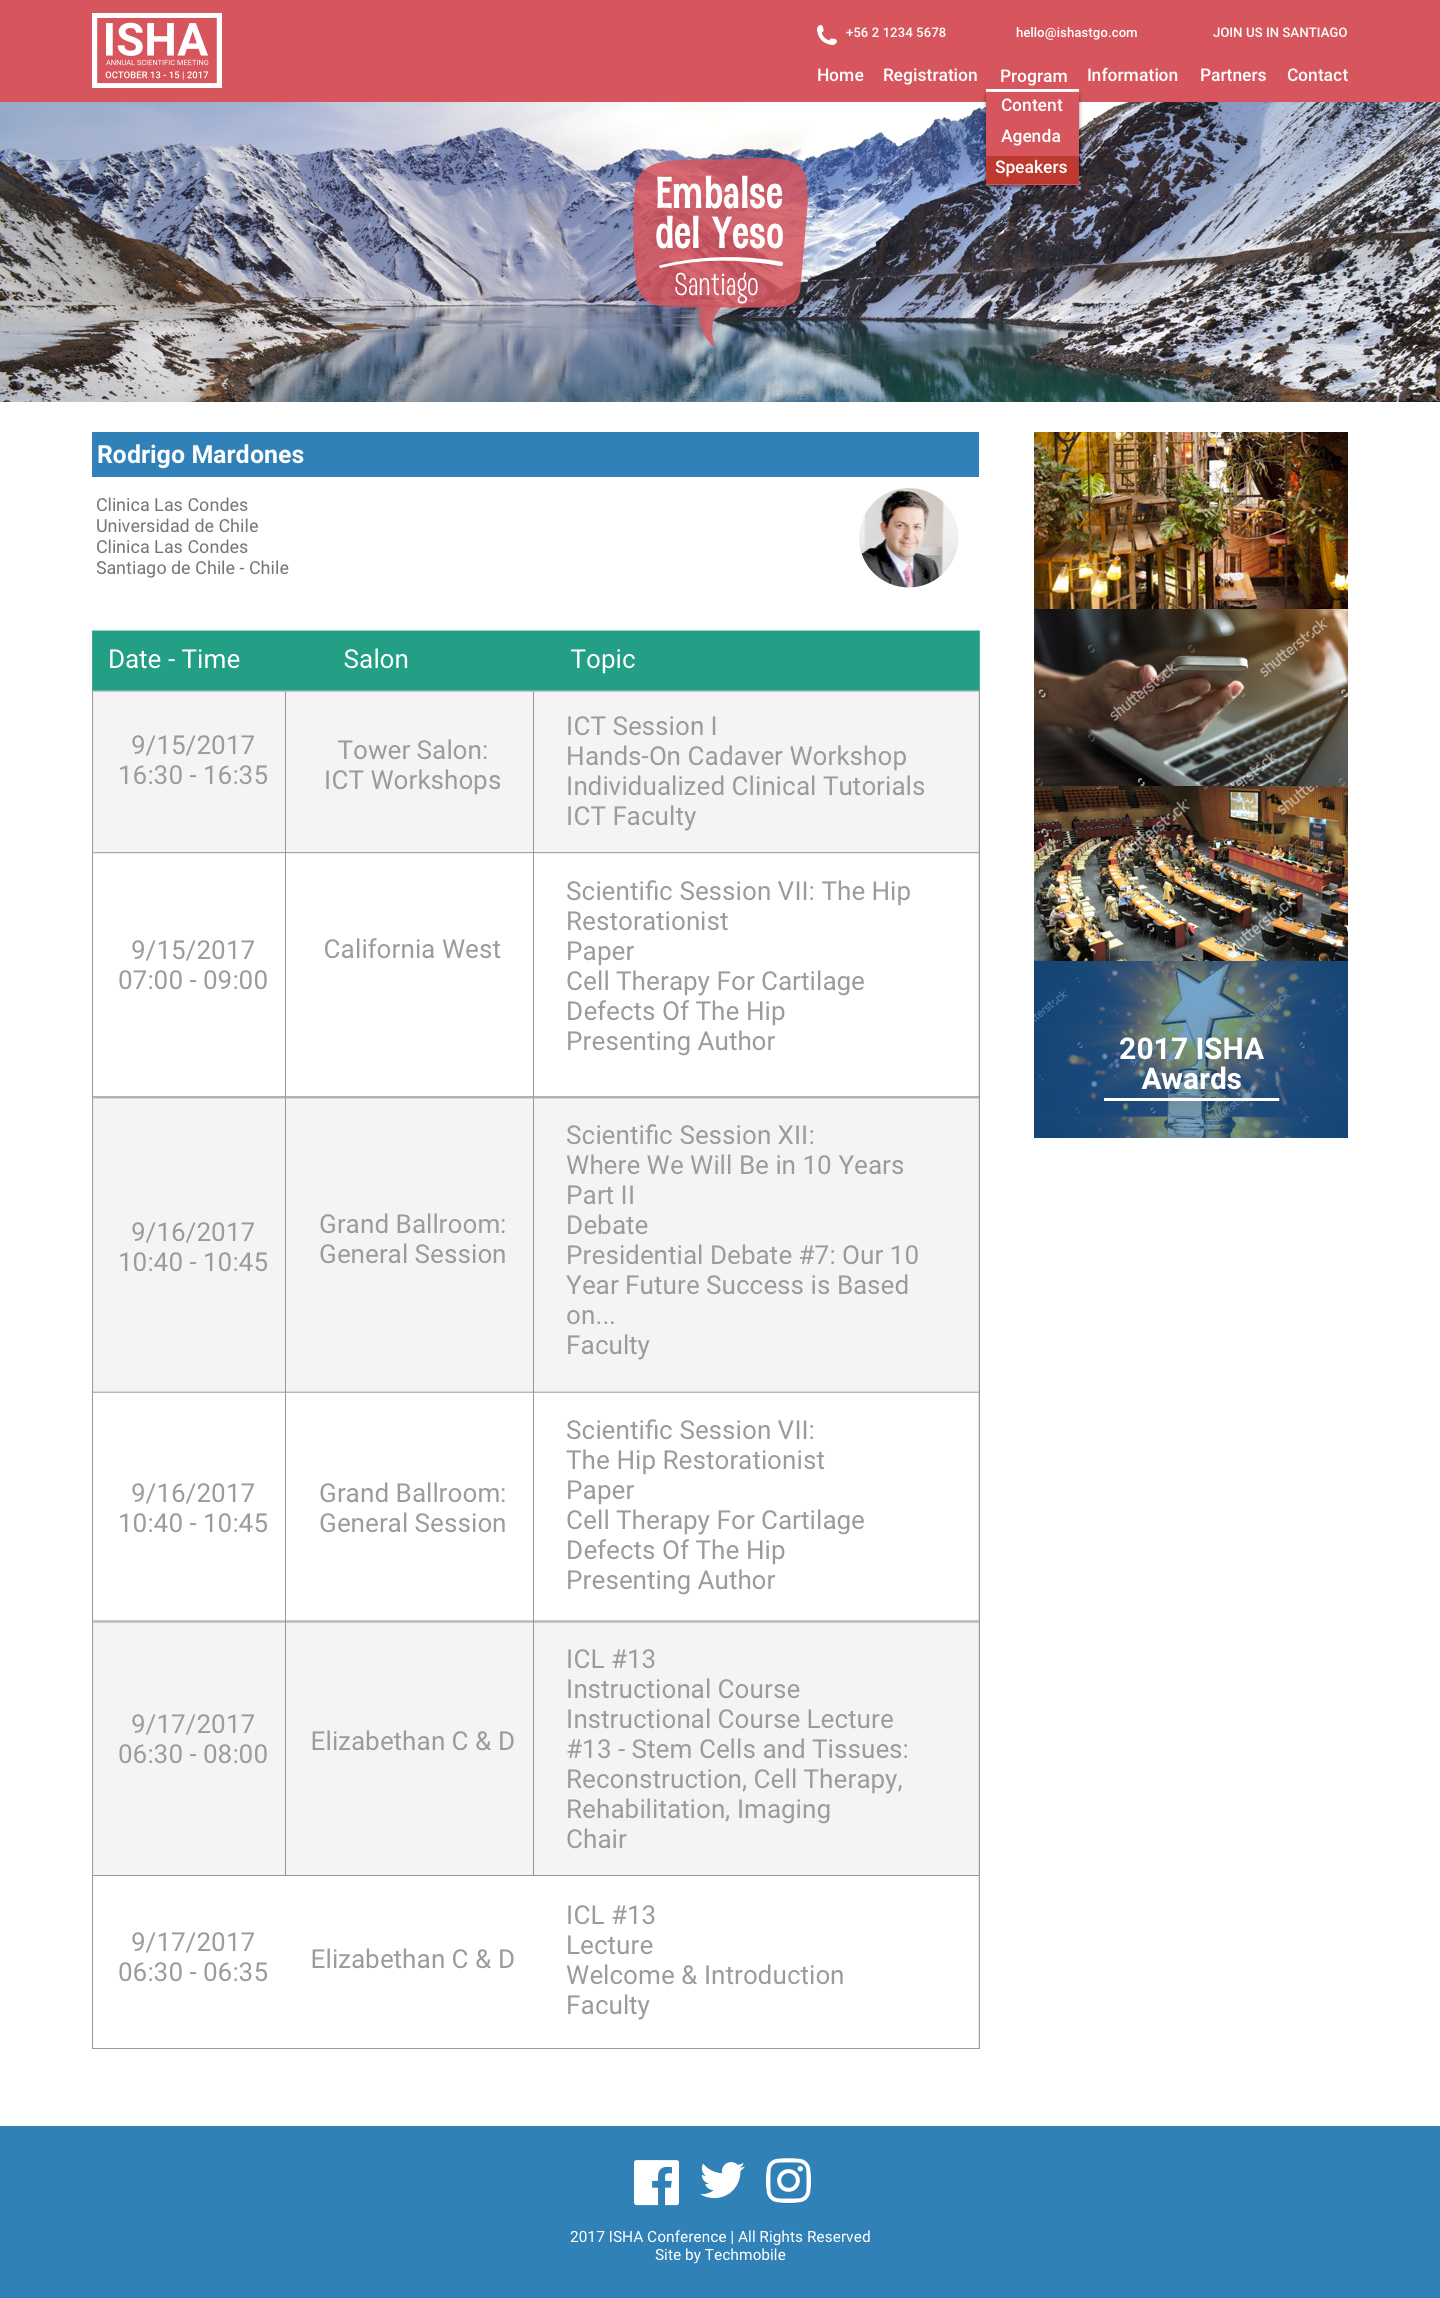 ISHA
ANNUAL SCIENTIFIC MEETING
OCTOBER 13 - 15 | 2017
+56 2 1234 5678
hello@ishastgo.com
JOIN US IN SANTIAGO
Home
Registration
Program
Information
Partners
Contact
Content
Agenda
Speakers
Embalse
del Yeso
Santiago
Rodrigo Mardones
Clinica Las Condes
Universidad de Chile
Clinica Las Condes
Santiago de Chile - Chile
Date - Time
Salon
Topic
9/15/2017
16:30 - 16:35
Tower Salon:
ICT Workshops
ICT Session I
Hands-On Cadaver Workshop
Individualized Clinical Tutorials
ICT Faculty
9/15/2017
07:00 - 09:00
California West
Scientific Session VII: The Hip
Restorationist
Paper
Cell Therapy For Cartilage
Defects Of The Hip
Presenting Author
9/16/2017
10:40 - 10:45
Grand Ballroom:
General Session
Scientific Session XII:
Where We Will Be in 10 Years
Part II
Debate
Presidential Debate #7: Our 10
Year Future Success is Based
on...
Faculty
9/16/2017
10:40 - 10:45
Grand Ballroom:
General Session
Scientific Session VII:
The Hip Restorationist
Paper
Cell Therapy For Cartilage
Defects Of The Hip
Presenting Author
9/17/2017
06:30 - 08:00
Elizabethan C & D
ICL #13
Instructional Course
Instructional Course Lecture
#13 - Stem Cells and Tissues:
Reconstruction, Cell Therapy,
Rehabilitation, Imaging
Chair
9/17/2017
06:30 - 06:35
Elizabethan C & D
ICL #13
Lecture
Welcome & Introduction
Faculty
shutterstock
shutterstock
shutterstock
2017 ISHA
Awards
2017 ISHA Conference | All Rights Reserved
Site by Techmobile